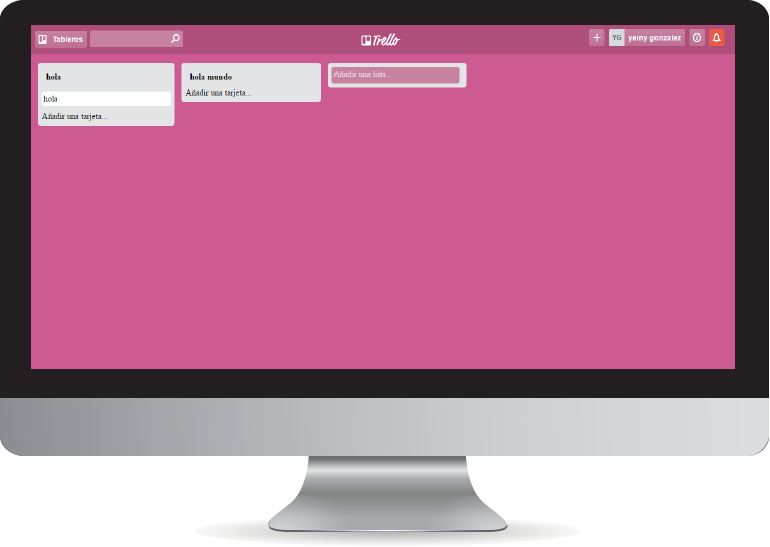 Tableros
Trello
YG yeiny gonzalez
hola
hola
Añadir una tarjeta...
hola mundo
Añadir una tarjeta...
Añadir una lista...